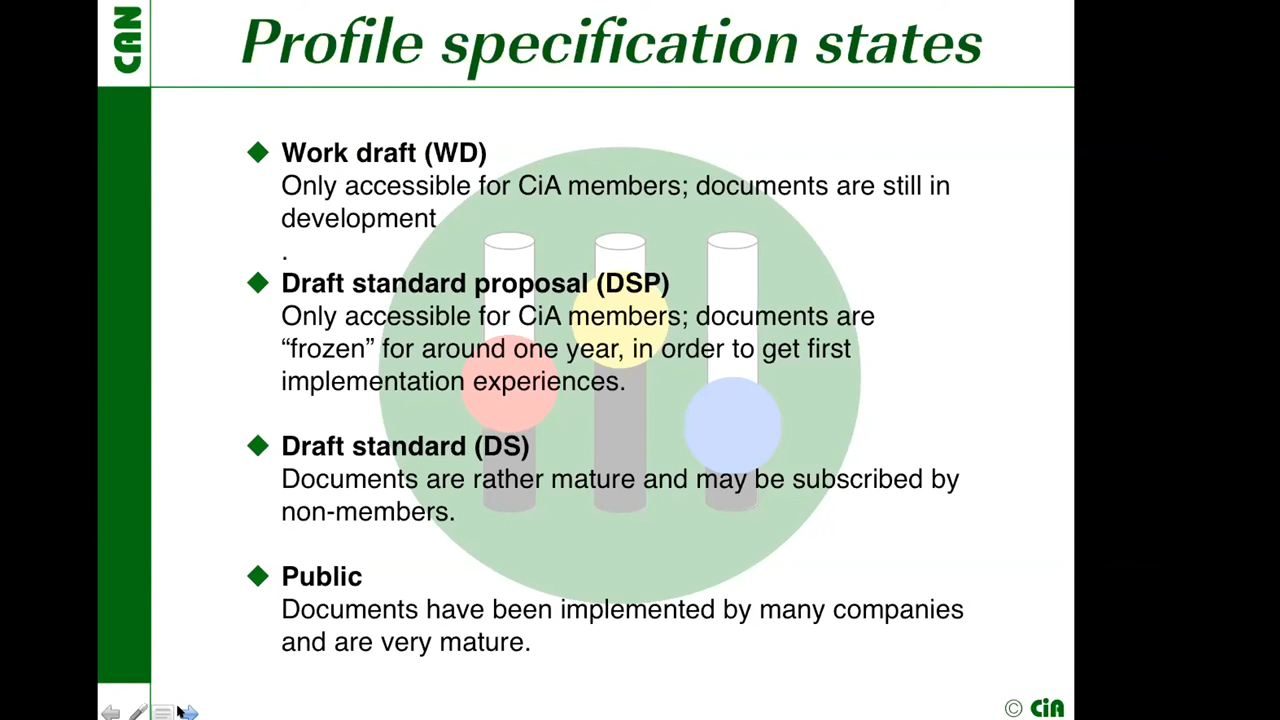 CAN
Profile specification states
Work draft (WD)
Only accessible for CiA members; documents are still in
development
.
Draft standard proposal (DSP)
Only accessible for CiA members; documents are
“frozen” for around one year, in order to get first
implementation experiences.
Draft standard (DS)
Documents are rather mature and may be subscribed by
non-members.
Public
Documents have been implemented by many companies
and are very mature.
© CiA